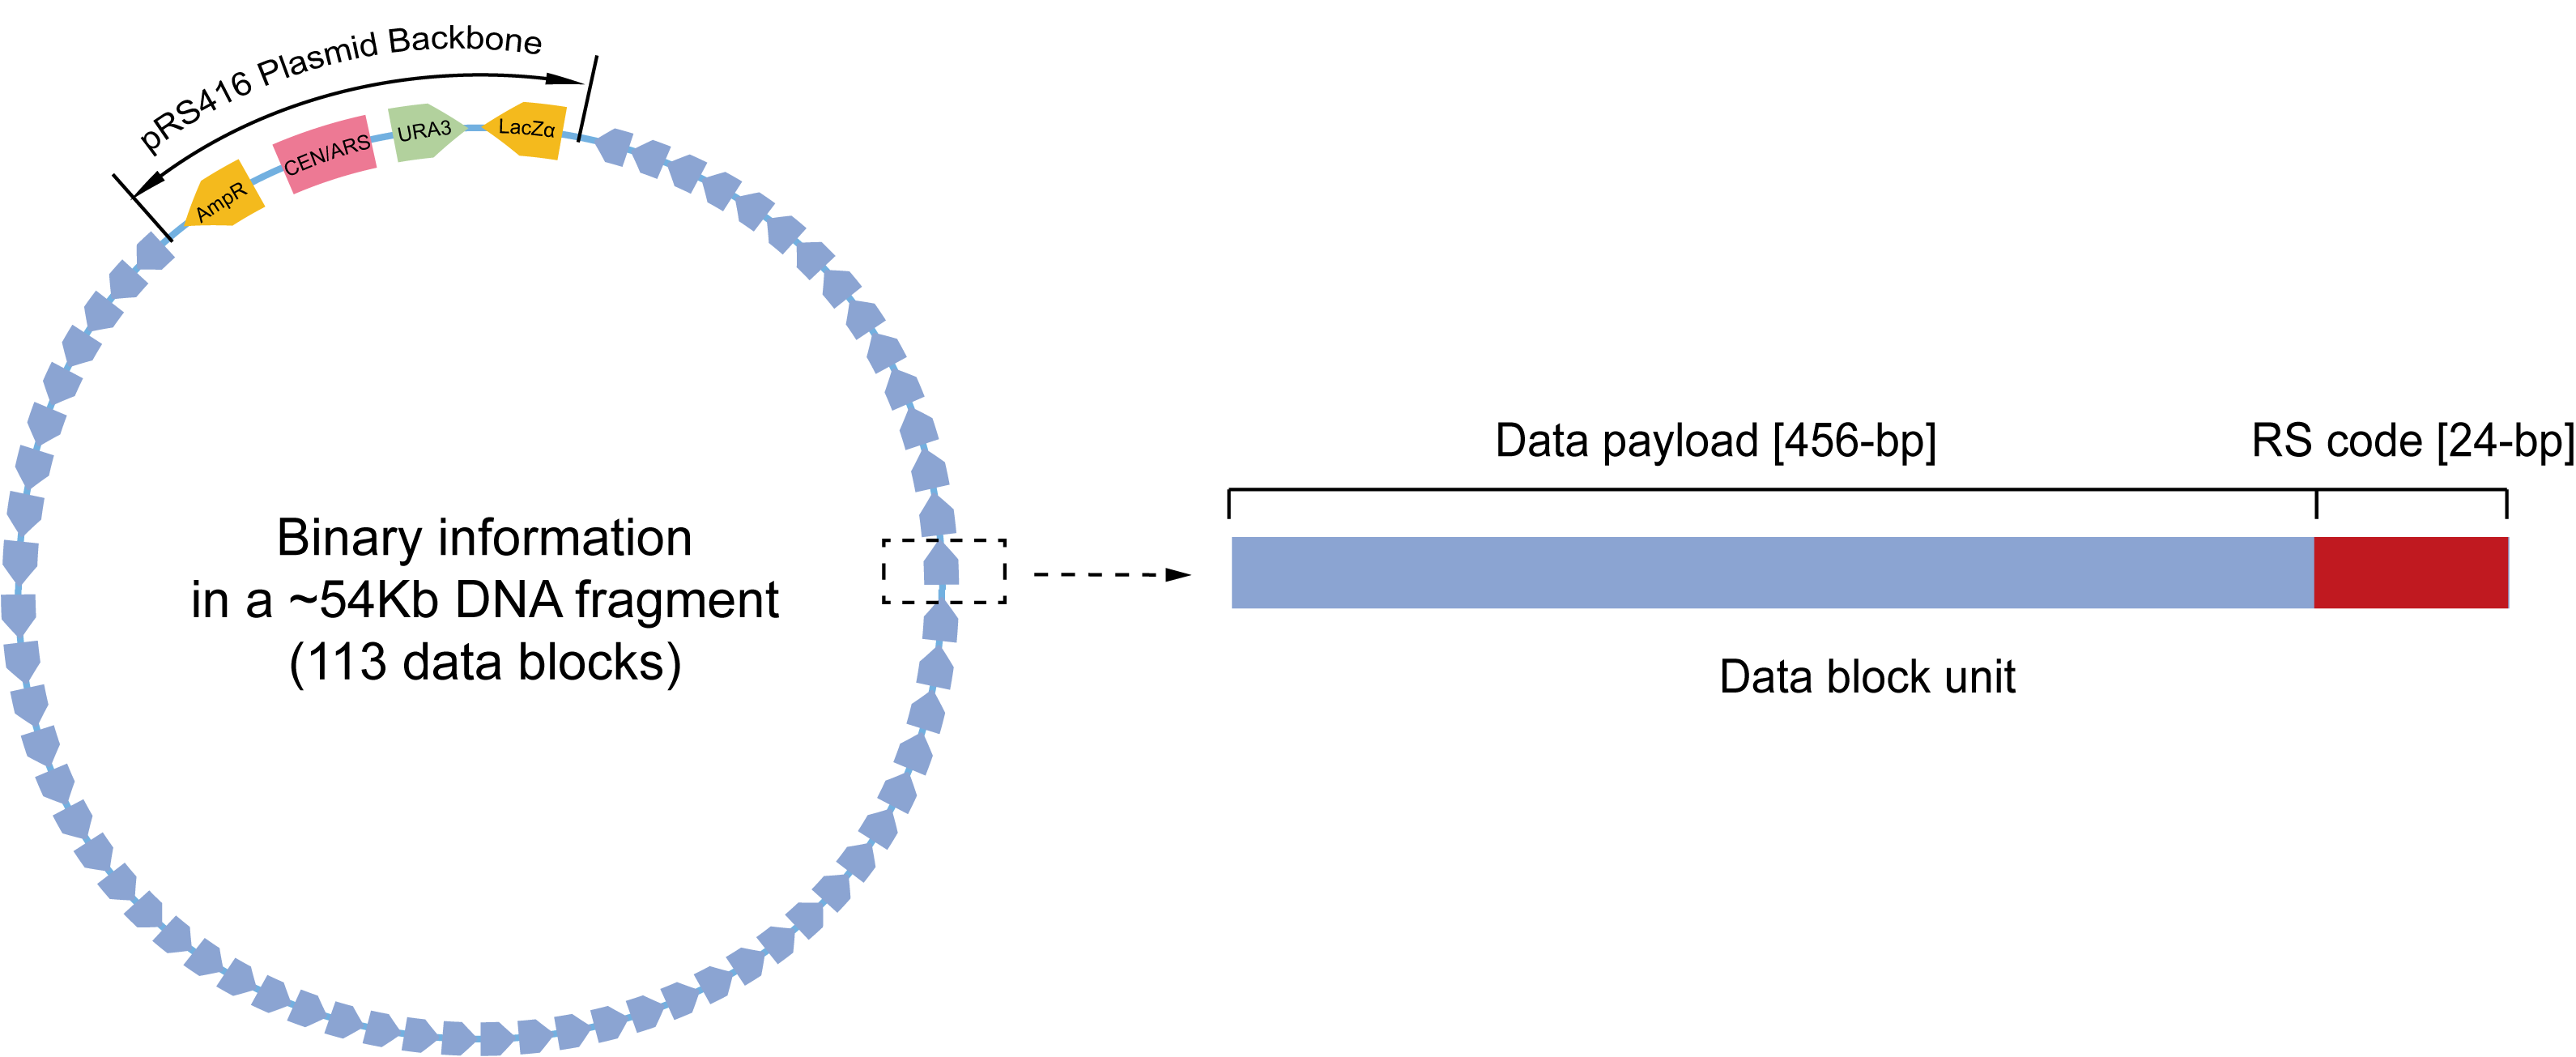 pRS416 Plasmid Backbone
AmpR
CEN/ARS
URA3
LacZα
Binary information
in a ~54Kb DNA fragment
(113 data blocks)
Data payload [456-bp]
RS code [24-bp]
Data block unit